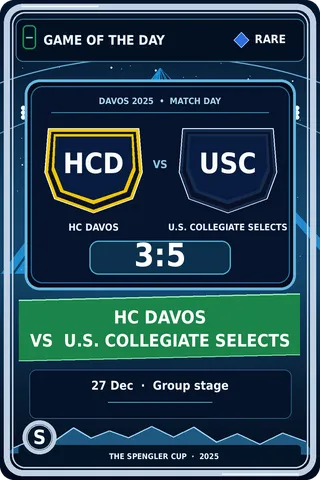 – GAME OF THE DAY RARE
DAVOS 2025 • MATCH DAY
HCD VS USC
HC DAVOS U.S. COLLEGIATE SELECTS
3:5
HC DAVOS
VS U.S. COLLEGIATE SELECTS
27 Dec · Group stage
S
THE SPENGLER CUP · 2025